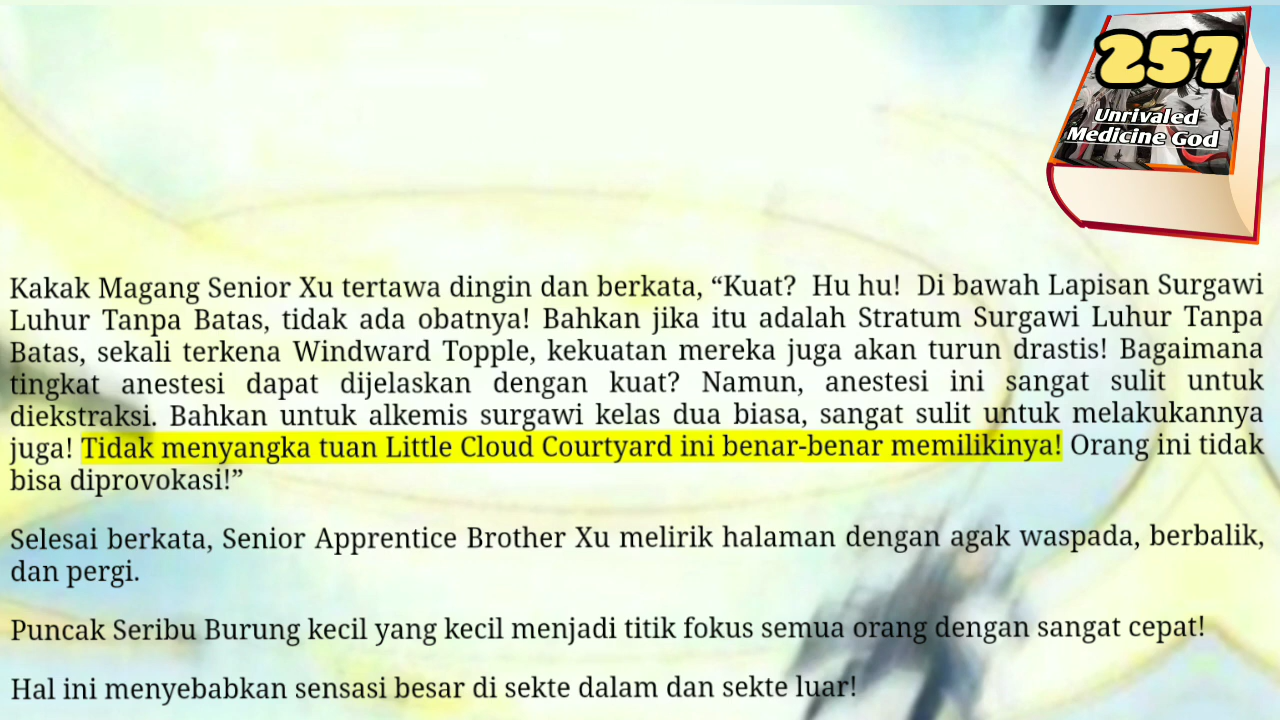 257
Unrivaled
Medicine God
Kakak Magang Senior Xu tertawa dingin dan berkata, “Kuat?  Hu hu!  Di bawah Lapisan Surgawi
Luhur Tanpa Batas, tidak ada obatnya! Bahkan jika itu adalah Stratum Surgawi Luhur Tanpa
Batas, sekali terkena Windward Topple, kekuatan mereka juga akan turun drastis! Bagaimana
tingkat anestesi dapat dijelaskan dengan kuat? Namun, anestesi ini sangat sulit untuk
diekstraksi. Bahkan untuk alkemis surgawi kelas dua biasa, sangat sulit untuk melakukannya
juga! Tidak menyangka tuan Little Cloud Courtyard ini benar-benar memilikinya! Orang ini tidak
bisa diprovokasi!”
Selesai berkata, Senior Apprentice Brother Xu melirik halaman dengan agak waspada, berbalik,
dan pergi.
Puncak Seribu Burung kecil yang kecil menjadi titik fokus semua orang dengan sangat cepat!
Hal ini menyebabkan sensasi besar di sekte dalam dan sekte luar!